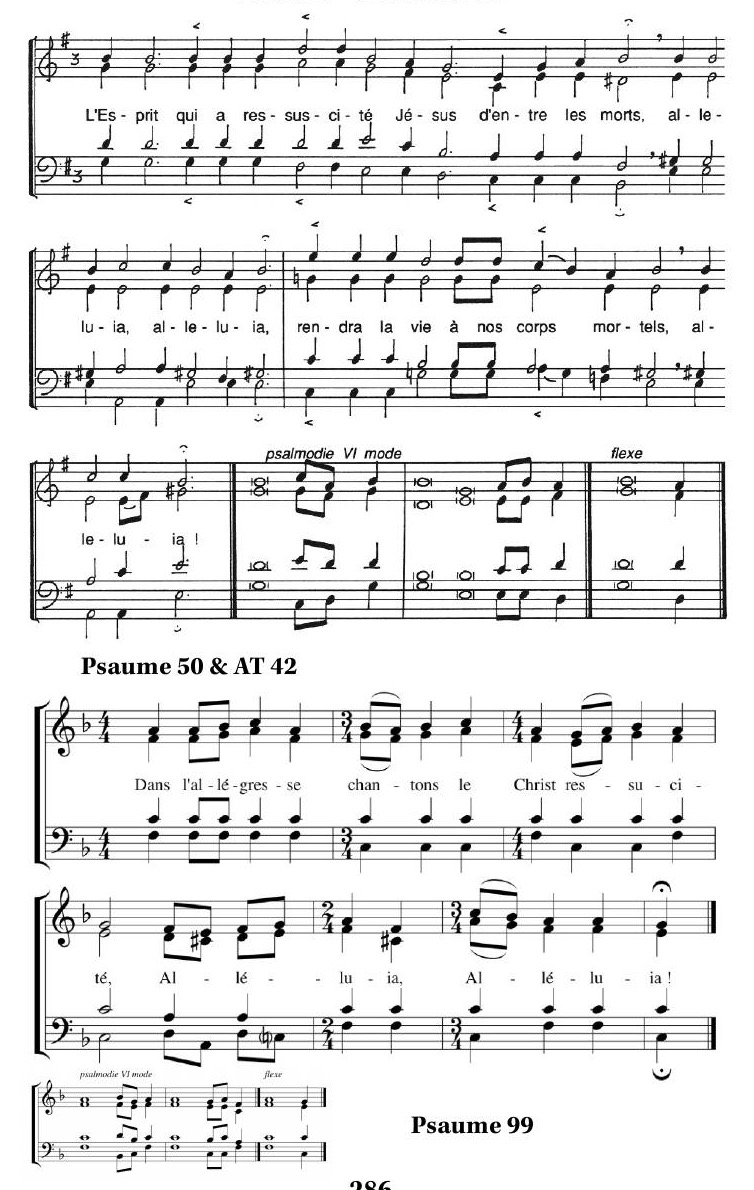 L'Es - prit qui a res - sus - ci - té Jé - sus d'en - tre les morts, al - le -
lu - ia, al - le - lu - ia, ren - dra la vie à nos corps mor - tels, al -
psalmodie VI mode flexe
le - lu - ia !
Psaume 50 & AT 42
Dans l'al - lé - gres - se chan - tons le Christ res - su - ci -
té, Al - lé - lu - ia, Al - lé - lu - ia !
psalmodie VI mode flexe
Psaume 99
286